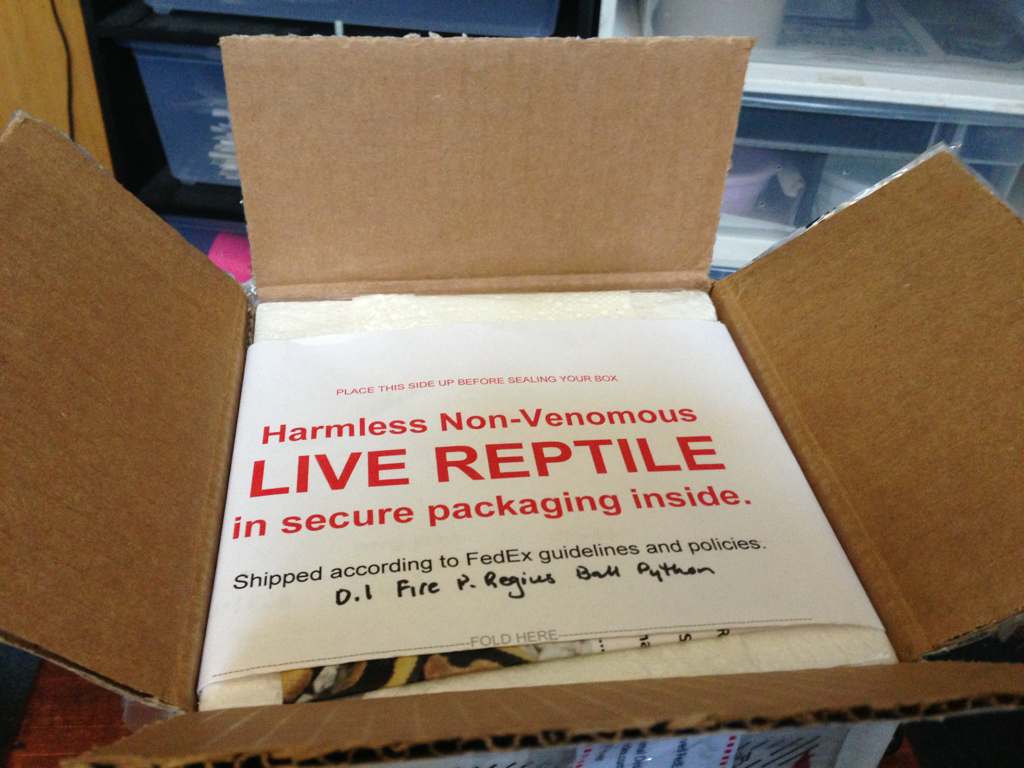 PLACE THIS SIDE UP BEFORE SEALING YOUR BOX
Harmless Non-Venomous
LIVE REPTILE
in secure packaging inside.
Shipped according to FedEx guidelines and policies.
0.1 Fire P. Regius Ball Python
FOLD HERE